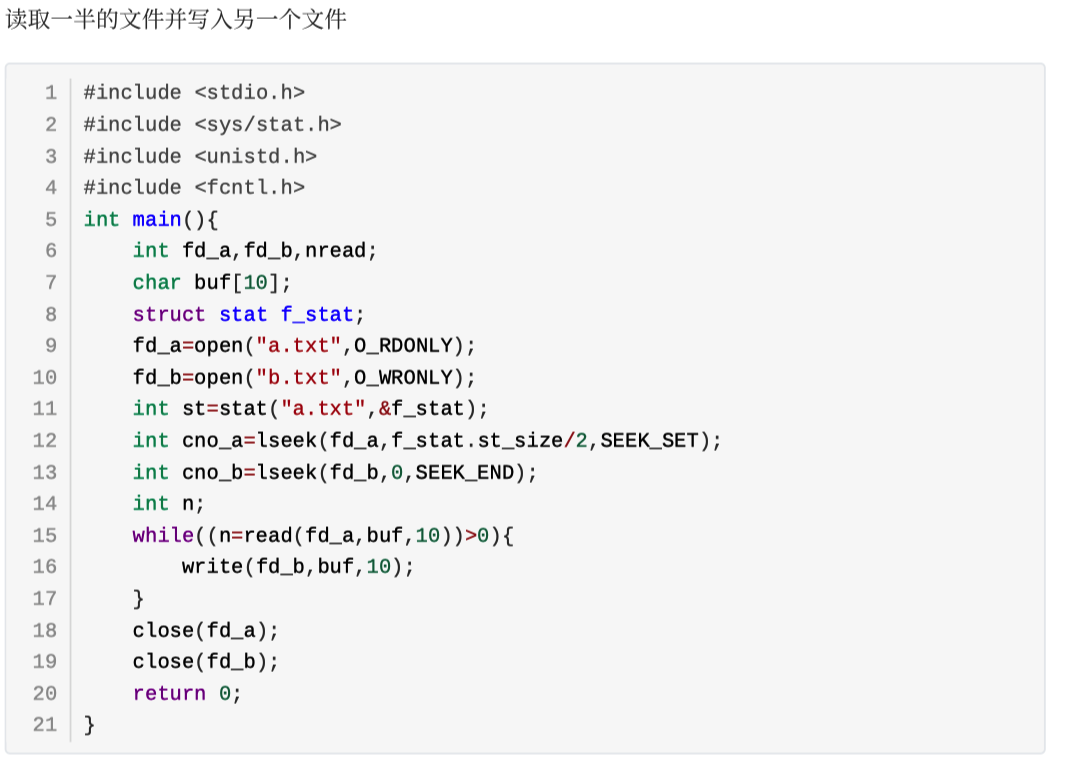 读取一半的文件并写入另一个文件
1 #include <stdio.h>
2 #include <sys/stat.h>
3 #include <unistd.h>
4 #include <fcntl.h>
5 int main(){
6     int fd_a,fd_b,nread;
7     char buf[10];
8     struct stat f_stat;
9     fd_a=open("a.txt",O_RDONLY);
10     fd_b=open("b.txt",O_WRONLY);
11     int st=stat("a.txt",&f_stat);
12     int cno_a=lseek(fd_a,f_stat.st_size/2,SEEK_SET);
13     int cno_b=lseek(fd_b,0,SEEK_END);
14     int n;
15     while((n=read(fd_a,buf,10))>0){
16         write(fd_b,buf,10);
17     }
18     close(fd_a);
19     close(fd_b);
20     return 0;
21 }